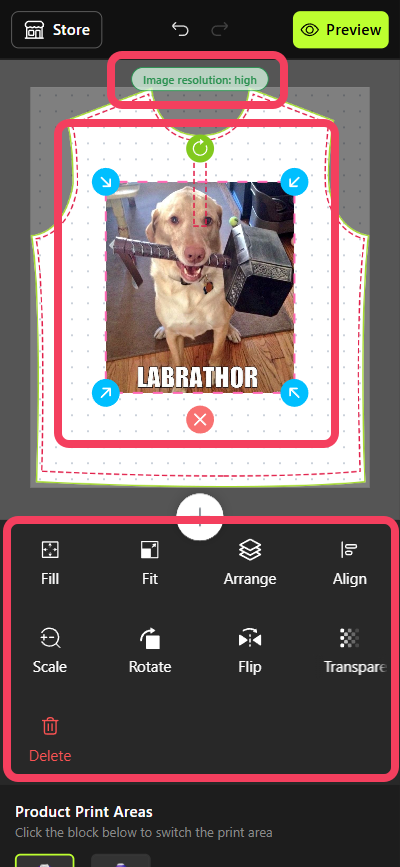 Store
Preview
Image resolution: high
LABRATHOR
Fill
Fit
Arrange
Align
Scale
Rotate
Flip
Transpare
Delete
Product Print Areas
Click the block below to switch the print area